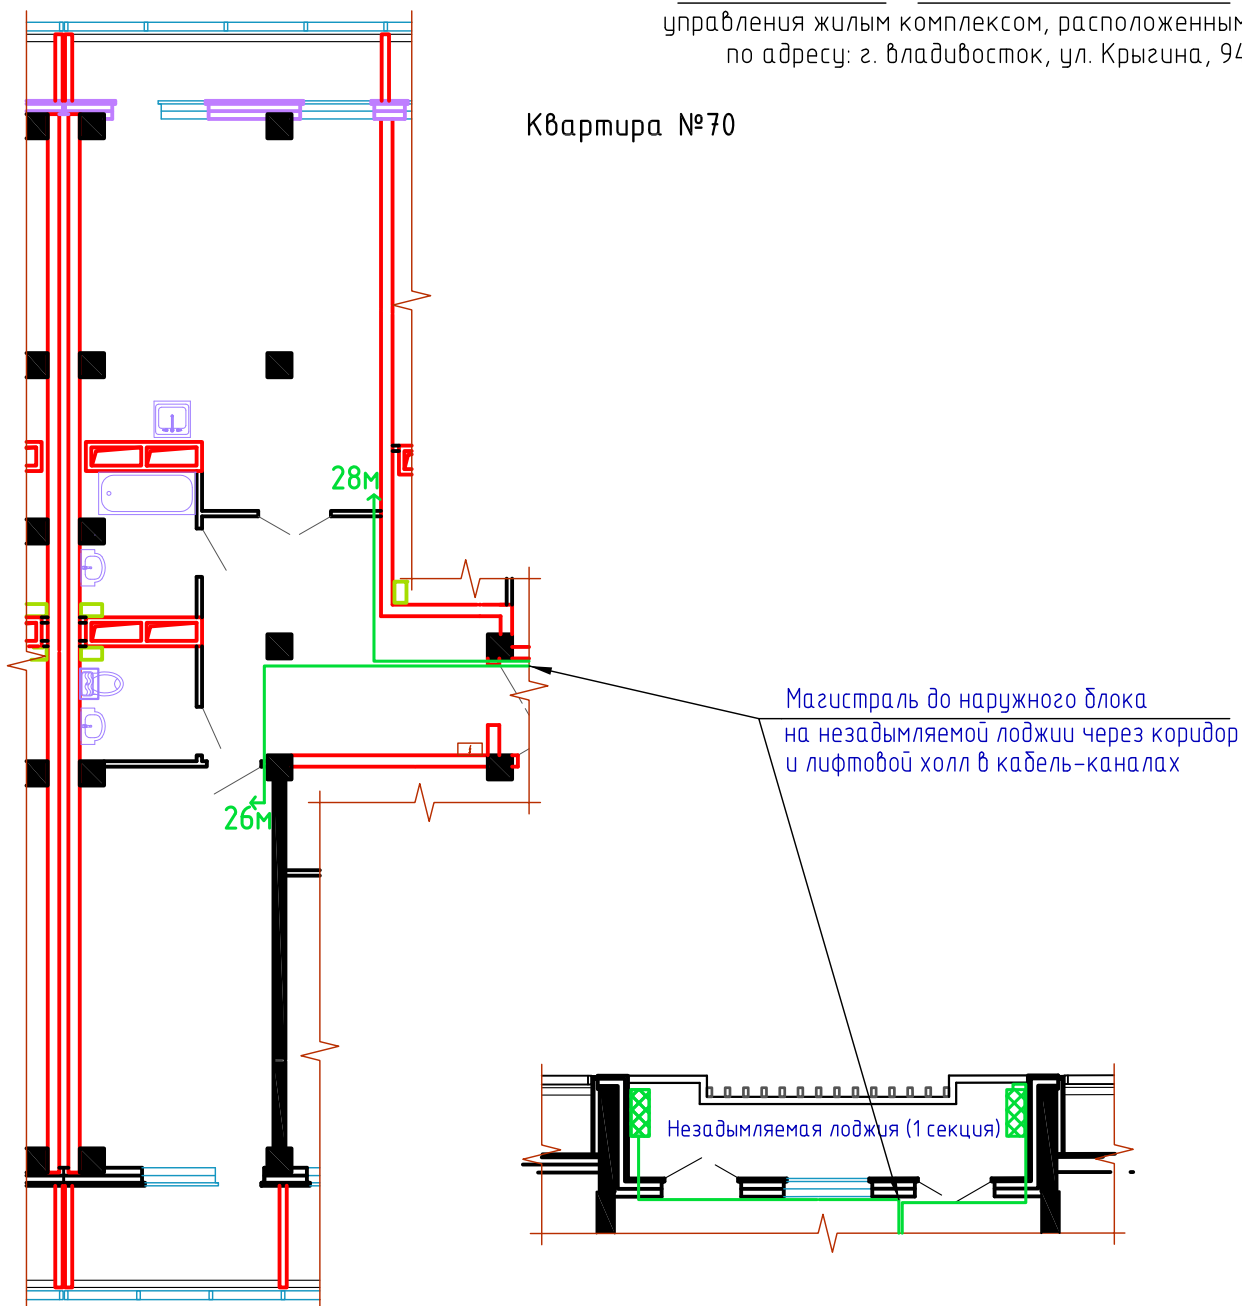 управления жилым комплексом, расположенным
по адресу: г. Владивосток, ул. Крыгина, 94
Квартира №70
28м
26м
Магистраль до наружного блока
на незадымляемой лоджии через коридор
и лифтовой холл в кабель-каналах
Незадымляемая лоджия (1 секция)